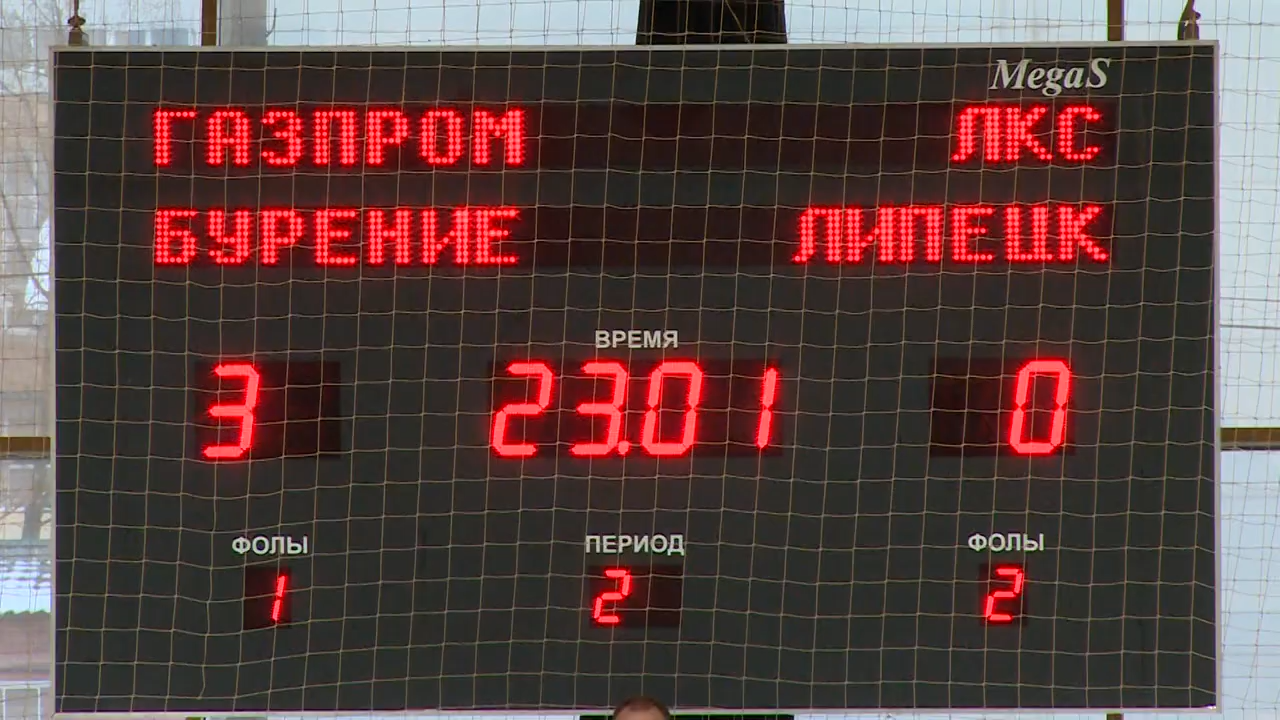 MegaS
ГАЗПРОМ ЛКС
БУРЕНИЕ ЛИПЕЦК
ВРЕМЯ
3 23.01 0
ФОЛЫ ПЕРИОД ФОЛЫ
1 2 2